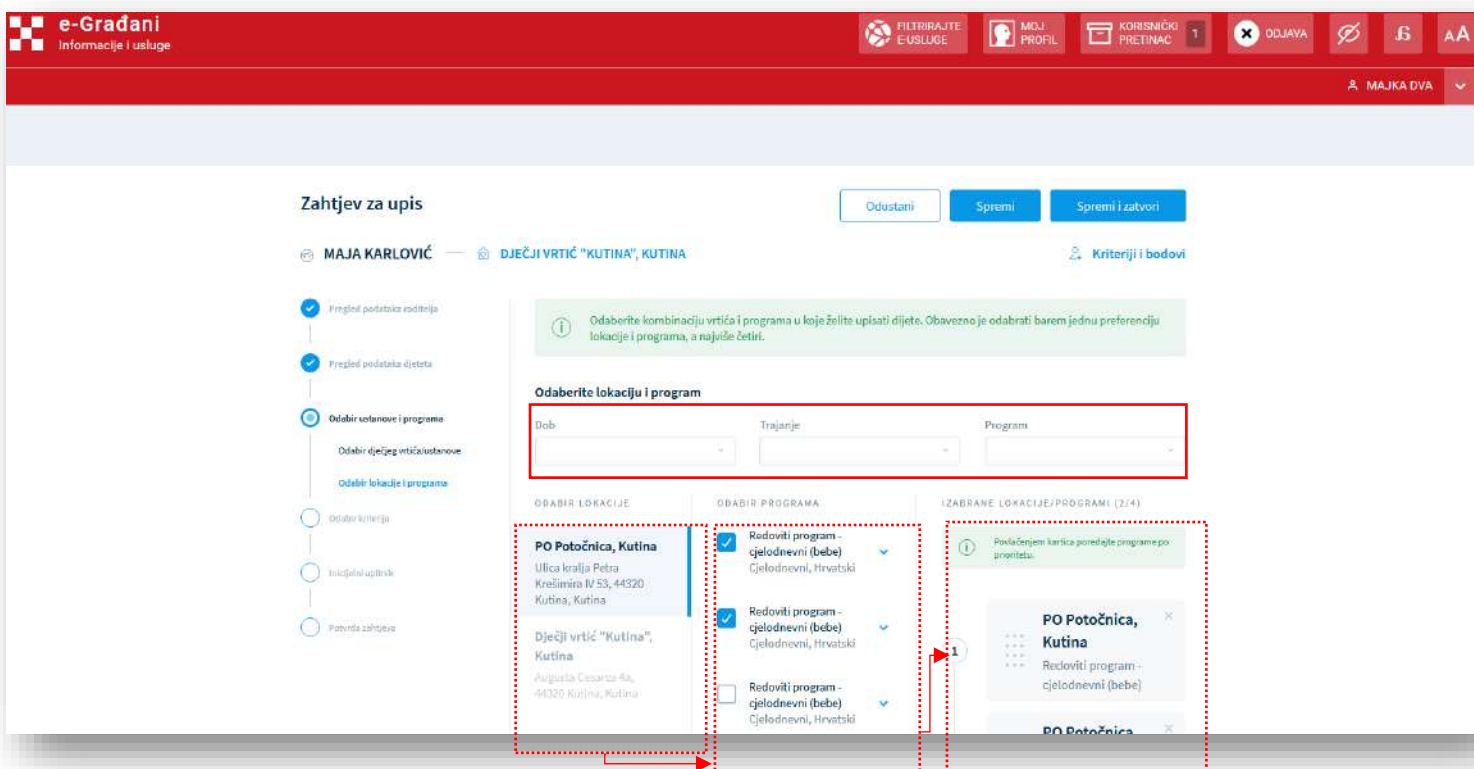 e-Građani
Informacije i usluge
FILTRIRAJTE
E-USLUGE
MOJ
PROFIL
KORISNIČKI
PRETINAC
1
ODJAVA
AA
MAJKA DVA
Zahtjev za upis
Odustani
Spremi
Spremi i zatvori
MAJA KARLOVIĆ
DJEČJI VRTIĆ "KUTINA", KUTINA
Kriteriji i bodovi
Pregled podataka roditelja
Pregled podataka djeteta
Odabir ustanove i programa
Odabir dječjeg vrtića/ustanove
Odabir lokacije i programa
Odabir kriterija
Inicijalni upitnik
Potvrda zahtjeva
Odaberite kombinaciju vrtića i programa u koje želite upisati dijete. Obavezno je odabrati barem jednu preferenciju
lokacije i programa, a najviše četiri.
Odaberite lokaciju i program
Dob
Trajanje
Program
ODABIR LOKACIJE
PO Potočnica, Kutina
Ulica kralja Petra
Krešimira IV 53, 44320
Kutina, Kutina
Dječji vrtić "Kutina",
Kutina
Augusta Cesarca 4a,
44320 Kutina, Kutina
ODABIR PROGRAMA
Redoviti program -
cjelodnevni (bebe)
Cjelodnevni, Hrvatski
Redoviti program -
cjelodnevni (bebe)
Cjelodnevni, Hrvatski
Redoviti program -
cjelodnevni (bebe)
Cjelodnevni, Hrvatski
IZABRANE LOKACIJE/PROGRAMI (2/4)
Povlačenjem kartica poredajte programe po
prioritetu.
1
PO Potočnica,
Kutina
Redoviti program -
cjelodnevni (bebe)
PO Potočnica